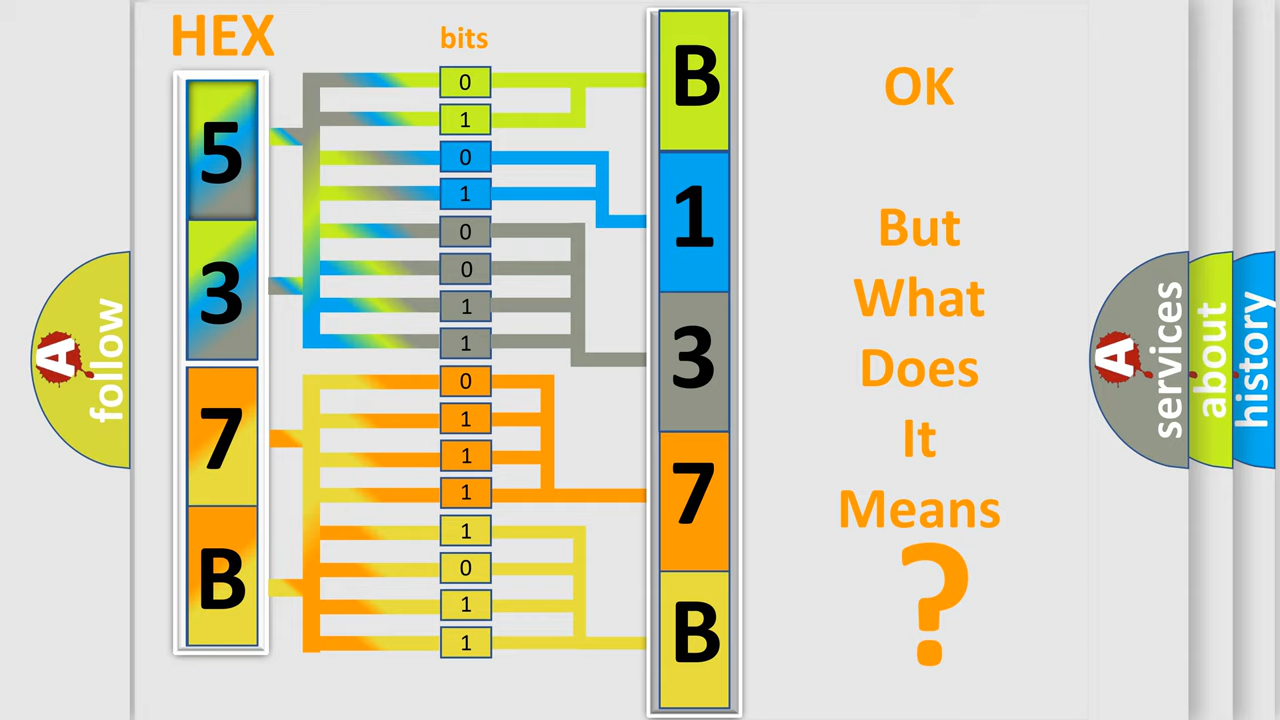 HEX
bits
5
3
7
B
0
1
0
1
0
0
1
1
0
1
1
1
1
0
1
1
B
1
3
7
B
OK
But
What
Does
It
Means
?
A
follow
A
services
about
history